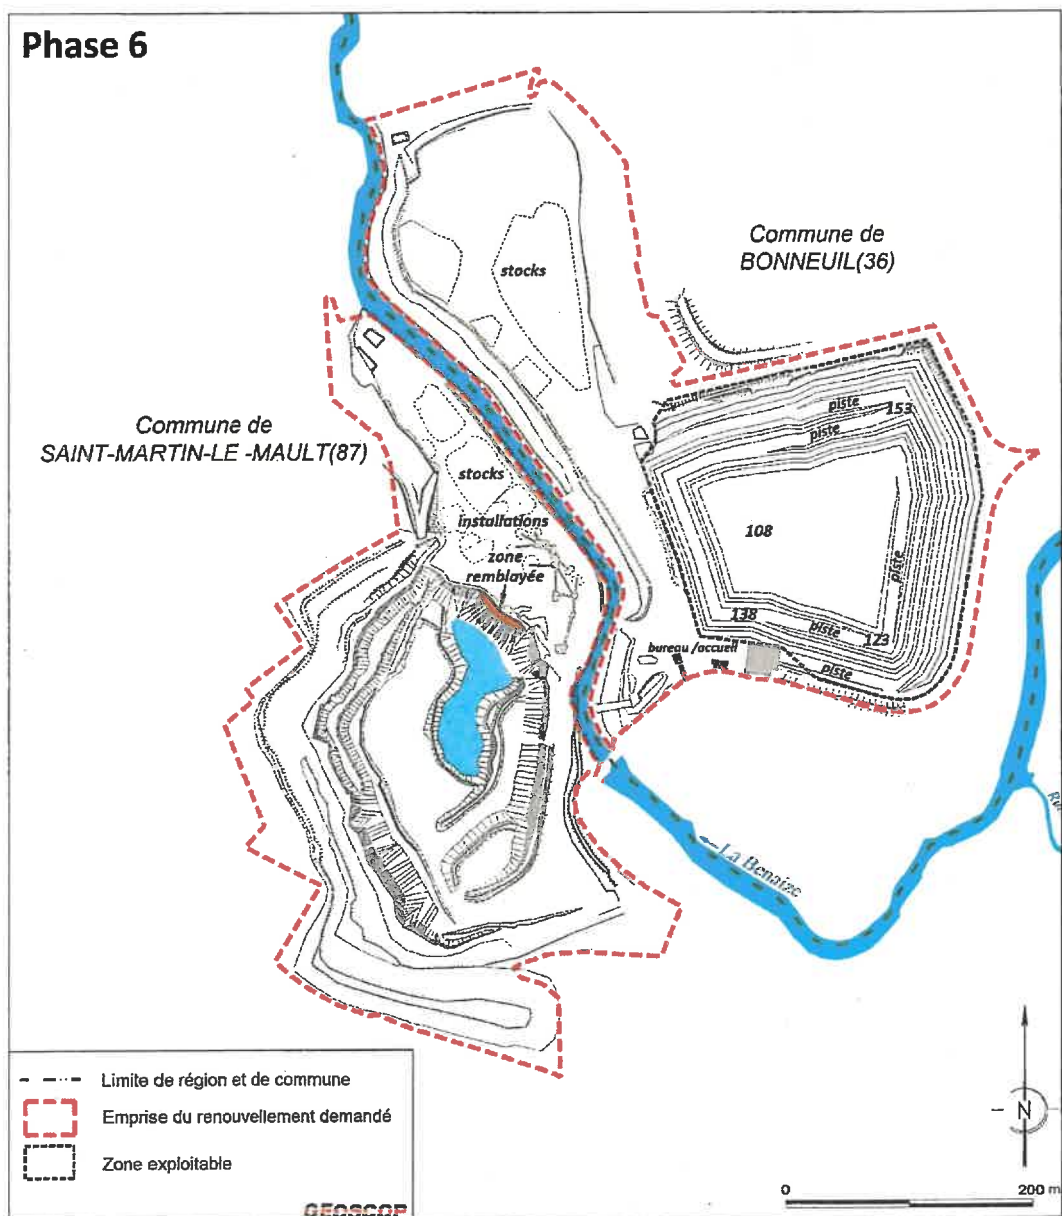 Phase 6
Commune de
BONNEUIL(36)
stocks
Commune de
SAINT-MARTIN-LE -MAULT(87)
stocks
installations
zone
remblayée
piste
153
piste
108
piste
138
piste
123
bureau /accueil
piste
La Benaize
Limite de région et de commune
Emprise du renouvellement demandé
Zone exploitable
GEOSCOP
N
0
200 m